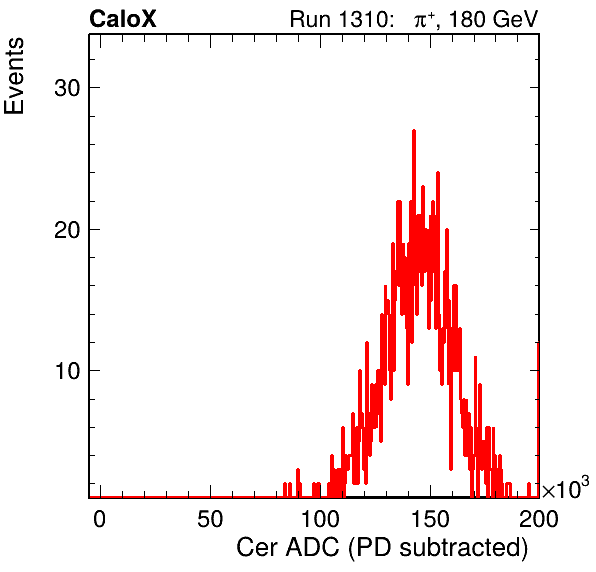 CaloX Run 1310: π⁺, 180 GeV
Events
30
20
10
0 50 100 150 200
×10³
Cer ADC (PD subtracted)